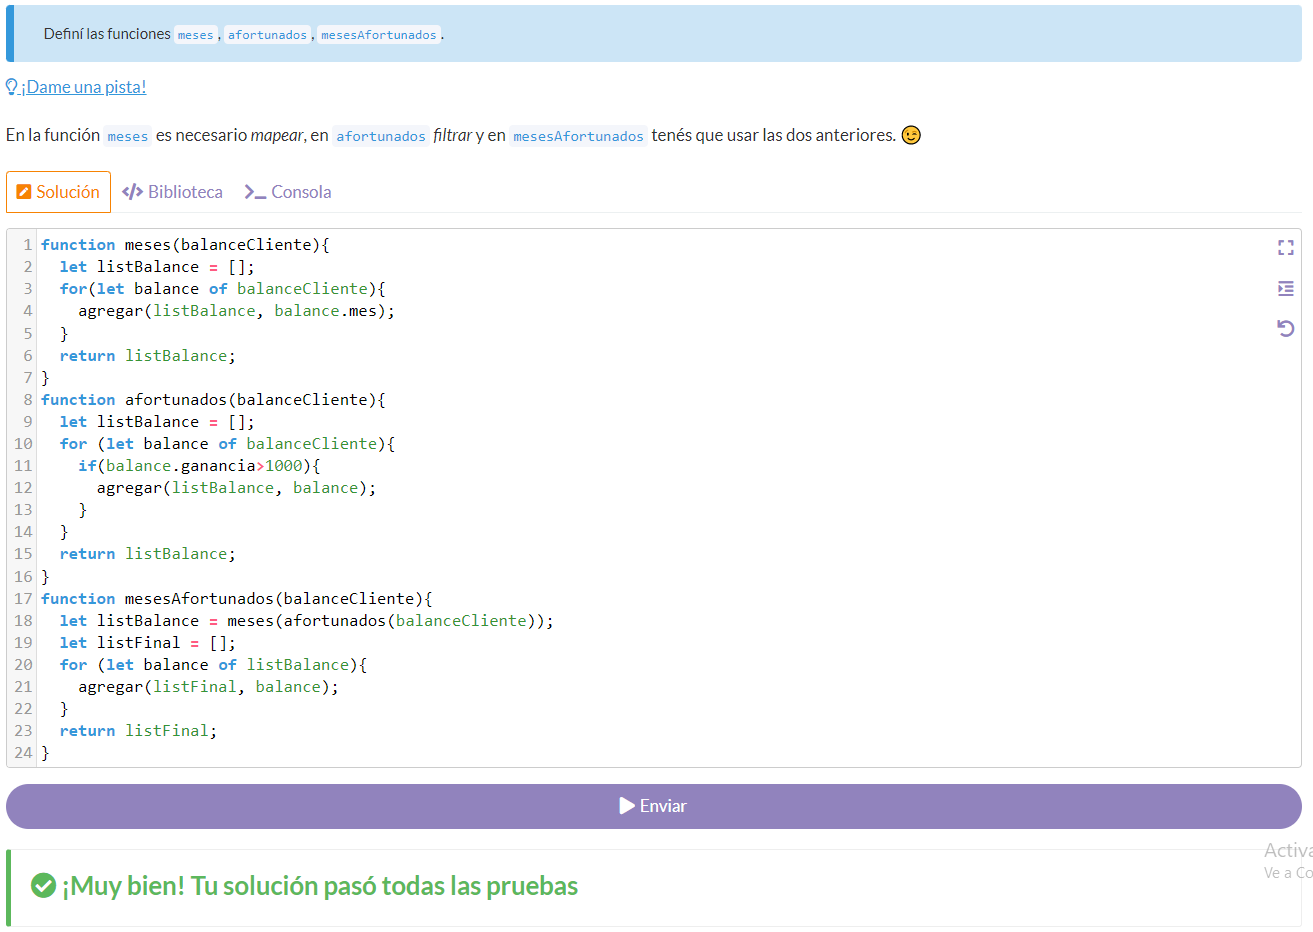 Definí las funciones meses, afortunados, mesesAfortunados.
¡Dame una pista!
En la función meses es necesario mapear, en afortunados filtrar y en mesesAfortunados tenés que usar las dos anteriores. 😉
Solución </> Biblioteca >_ Consola
1 function meses(balanceCliente){
2   let listBalance = [];
3   for(let balance of balanceCliente){
4     agregar(listBalance, balance.mes);
5   }
6   return listBalance;
7 }
8 function afortunados(balanceCliente){
9   let listBalance = [];
10   for (let balance of balanceCliente){
11     if(balance.ganancia>1000){
12       agregar(listBalance, balance);
13     }
14   }
15   return listBalance;
16 }
17 function mesesAfortunados(balanceCliente){
18   let listBalance = meses(afortunados(balanceCliente));
19   let listFinal = [];
20   for (let balance of listBalance){
21     agregar(listFinal, balance);
22   }
23   return listFinal;
24 }
Enviar
Activa
Ve a Co
¡Muy bien! Tu solución pasó todas las pruebas